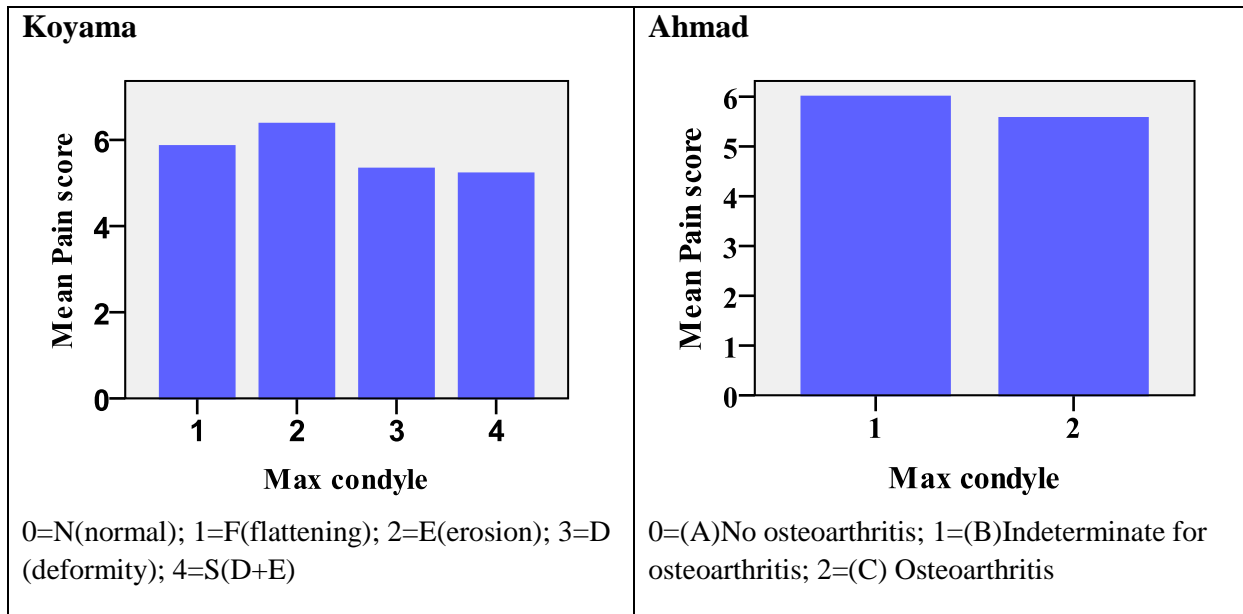 Koyama
Mean Pain score
6
4
2
0
1 2 3 4
Max condyle
0=N(normal); 1=F(flattening); 2=E(erosion); 3=D
(deformity); 4=S(D+E)
Ahmad
Mean Pain score
6
5
4
3
2
1
0
1 2
Max condyle
0=(A)No osteoarthritis; 1=(B)Indeterminate for
osteoarthritis; 2=(C) Osteoarthritis